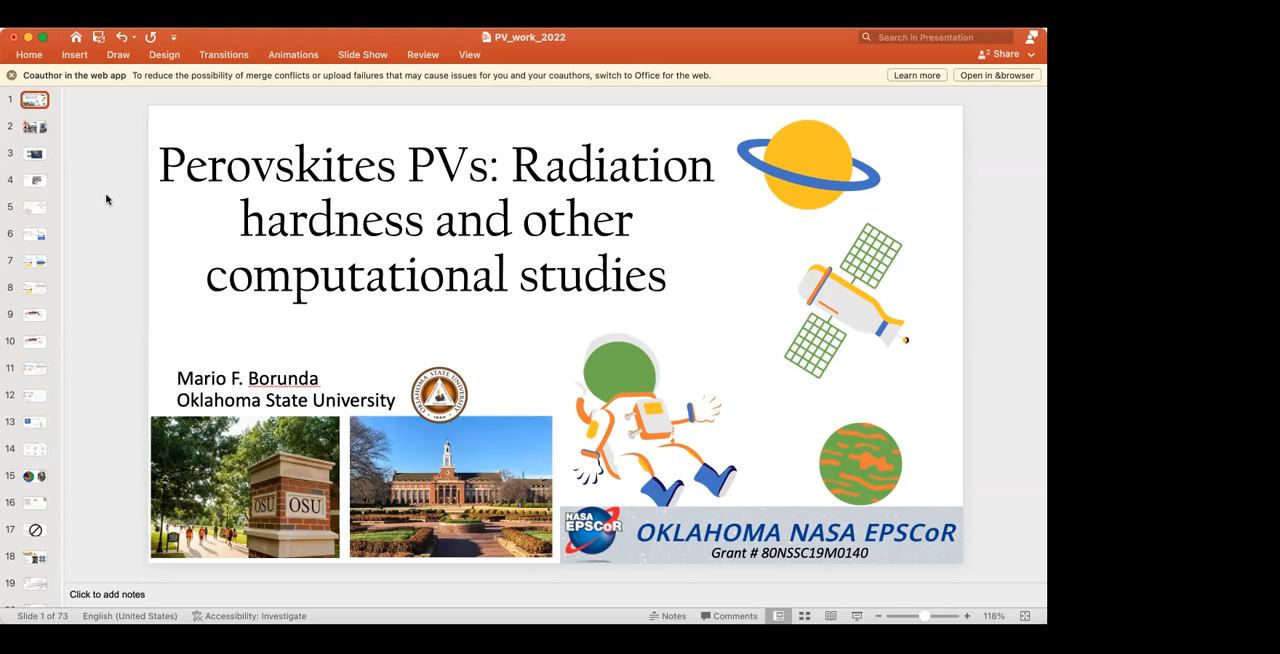 PV_work_2022
Search in Presentation
Home Insert Draw Design Transitions Animations Slide Show Review View
2 Share
Coauthor in the web app To reduce the possibility of merge conflicts or upload failures that may cause issues for you and your coauthors, switch to Office for the web.
Learn more
Open in &browser
1
2
3
4
5
6
7
8
9
10
11
12
13
14
15
16
17
18
19
Perovskites PVs: Radiation
hardness and other
computational studies
Mario F. Borunda
Oklahoma State University
OKLAHOMA STATE UNIVERSITY
1890
OSU
OSU
NASA
EPSCoR
OKLAHOMA NASA EPSCoR
Grant # 80NSSC19M0140
Click to add notes
Slide 1 of 73 English (United States) Accessibility: Investigate
Notes Comments 118%